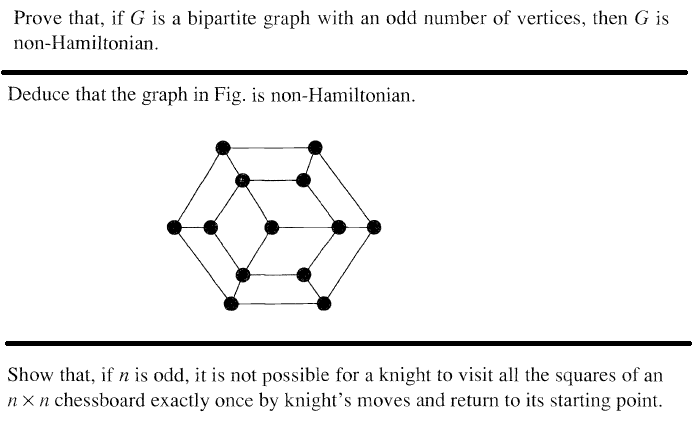 Prove that, if G is a bipartite graph with an odd number of vertices, then G is
non-Hamiltonian.
Deduce that the graph in Fig. is non-Hamiltonian.
Show that, if n is odd, it is not possible for a knight to visit all the squares of an
n × n chessboard exactly once by knight's moves and return to its starting point.